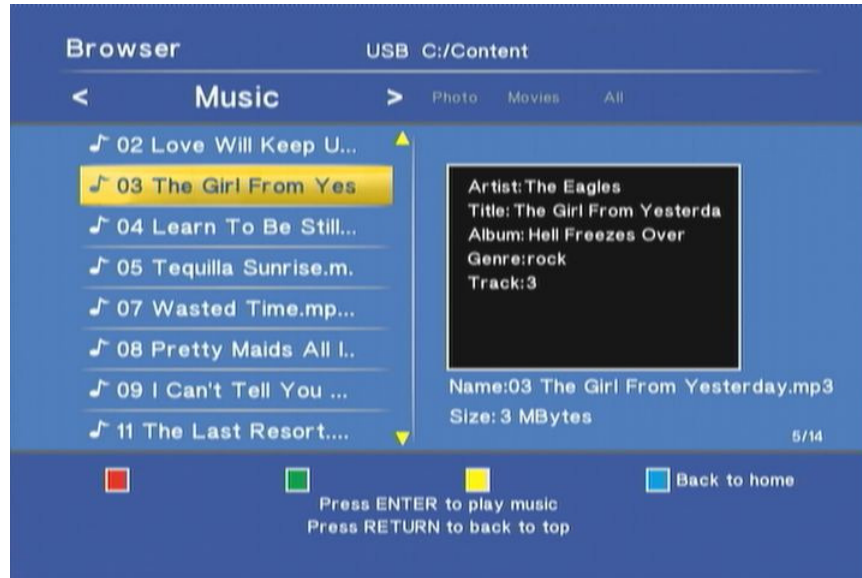 Browser USB C:/Content
< Music > Photo Movies All
02 Love Will Keep U...
03 The Girl From Yes
04 Learn To Be Still...
05 Tequilla Sunrise.m.
07 Wasted Time.mp...
08 Pretty Maids All I..
09 I Can't Tell You ...
11 The Last Resort....
Artist:The Eagles
Title:The Girl From Yesterda
Album:Hell Freezes Over
Genre:rock
Track:3
Name:03 The Girl From Yesterday.mp3
Size:3 MBytes
5/14
Back to home
Press ENTER to play music
Press RETURN to back to top